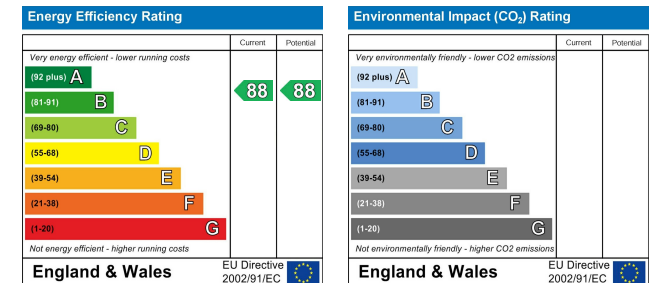 Energy Efficiency Rating
Current Potential
Very energy efficient - lower running costs
(92 plus) A
(81-91) B
88 88
(69-80) C
(55-68) D
(39-54) E
(21-38) F
(1-20) G
Not energy efficient - higher running costs
England & Wales
EU Directive
2002/91/EC
Environmental Impact (CO₂) Rating
Current Potential
Very environmentally friendly - lower CO2 emissions
(92 plus) A
(81-91) B
(69-80) C
(55-68) D
(39-54) E
(21-38) F
(1-20) G
Not environmentally friendly - higher CO2 emissions
England & Wales
EU Directive
2002/91/EC